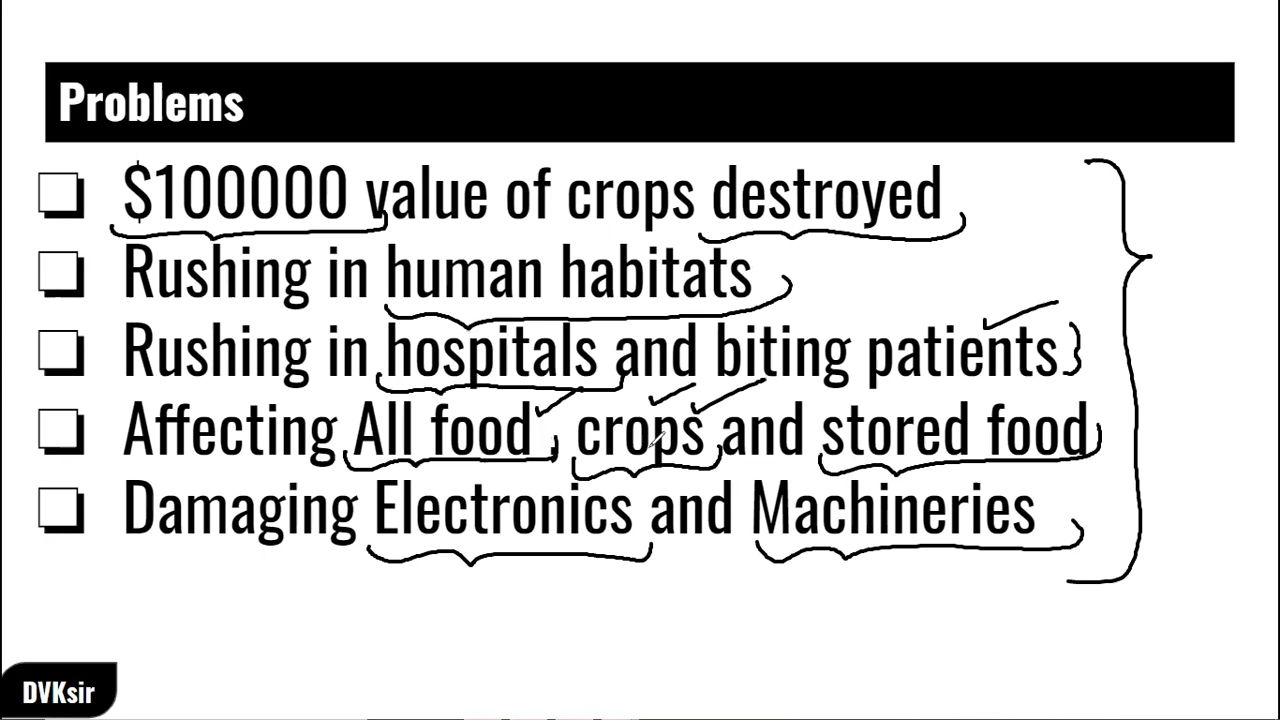 Problems
$100000 value of crops destroyed
Rushing in human habitats
Rushing in hospitals and biting patients
Affecting All food , crops and stored food
Damaging Electronics and Machineries
DVKsir